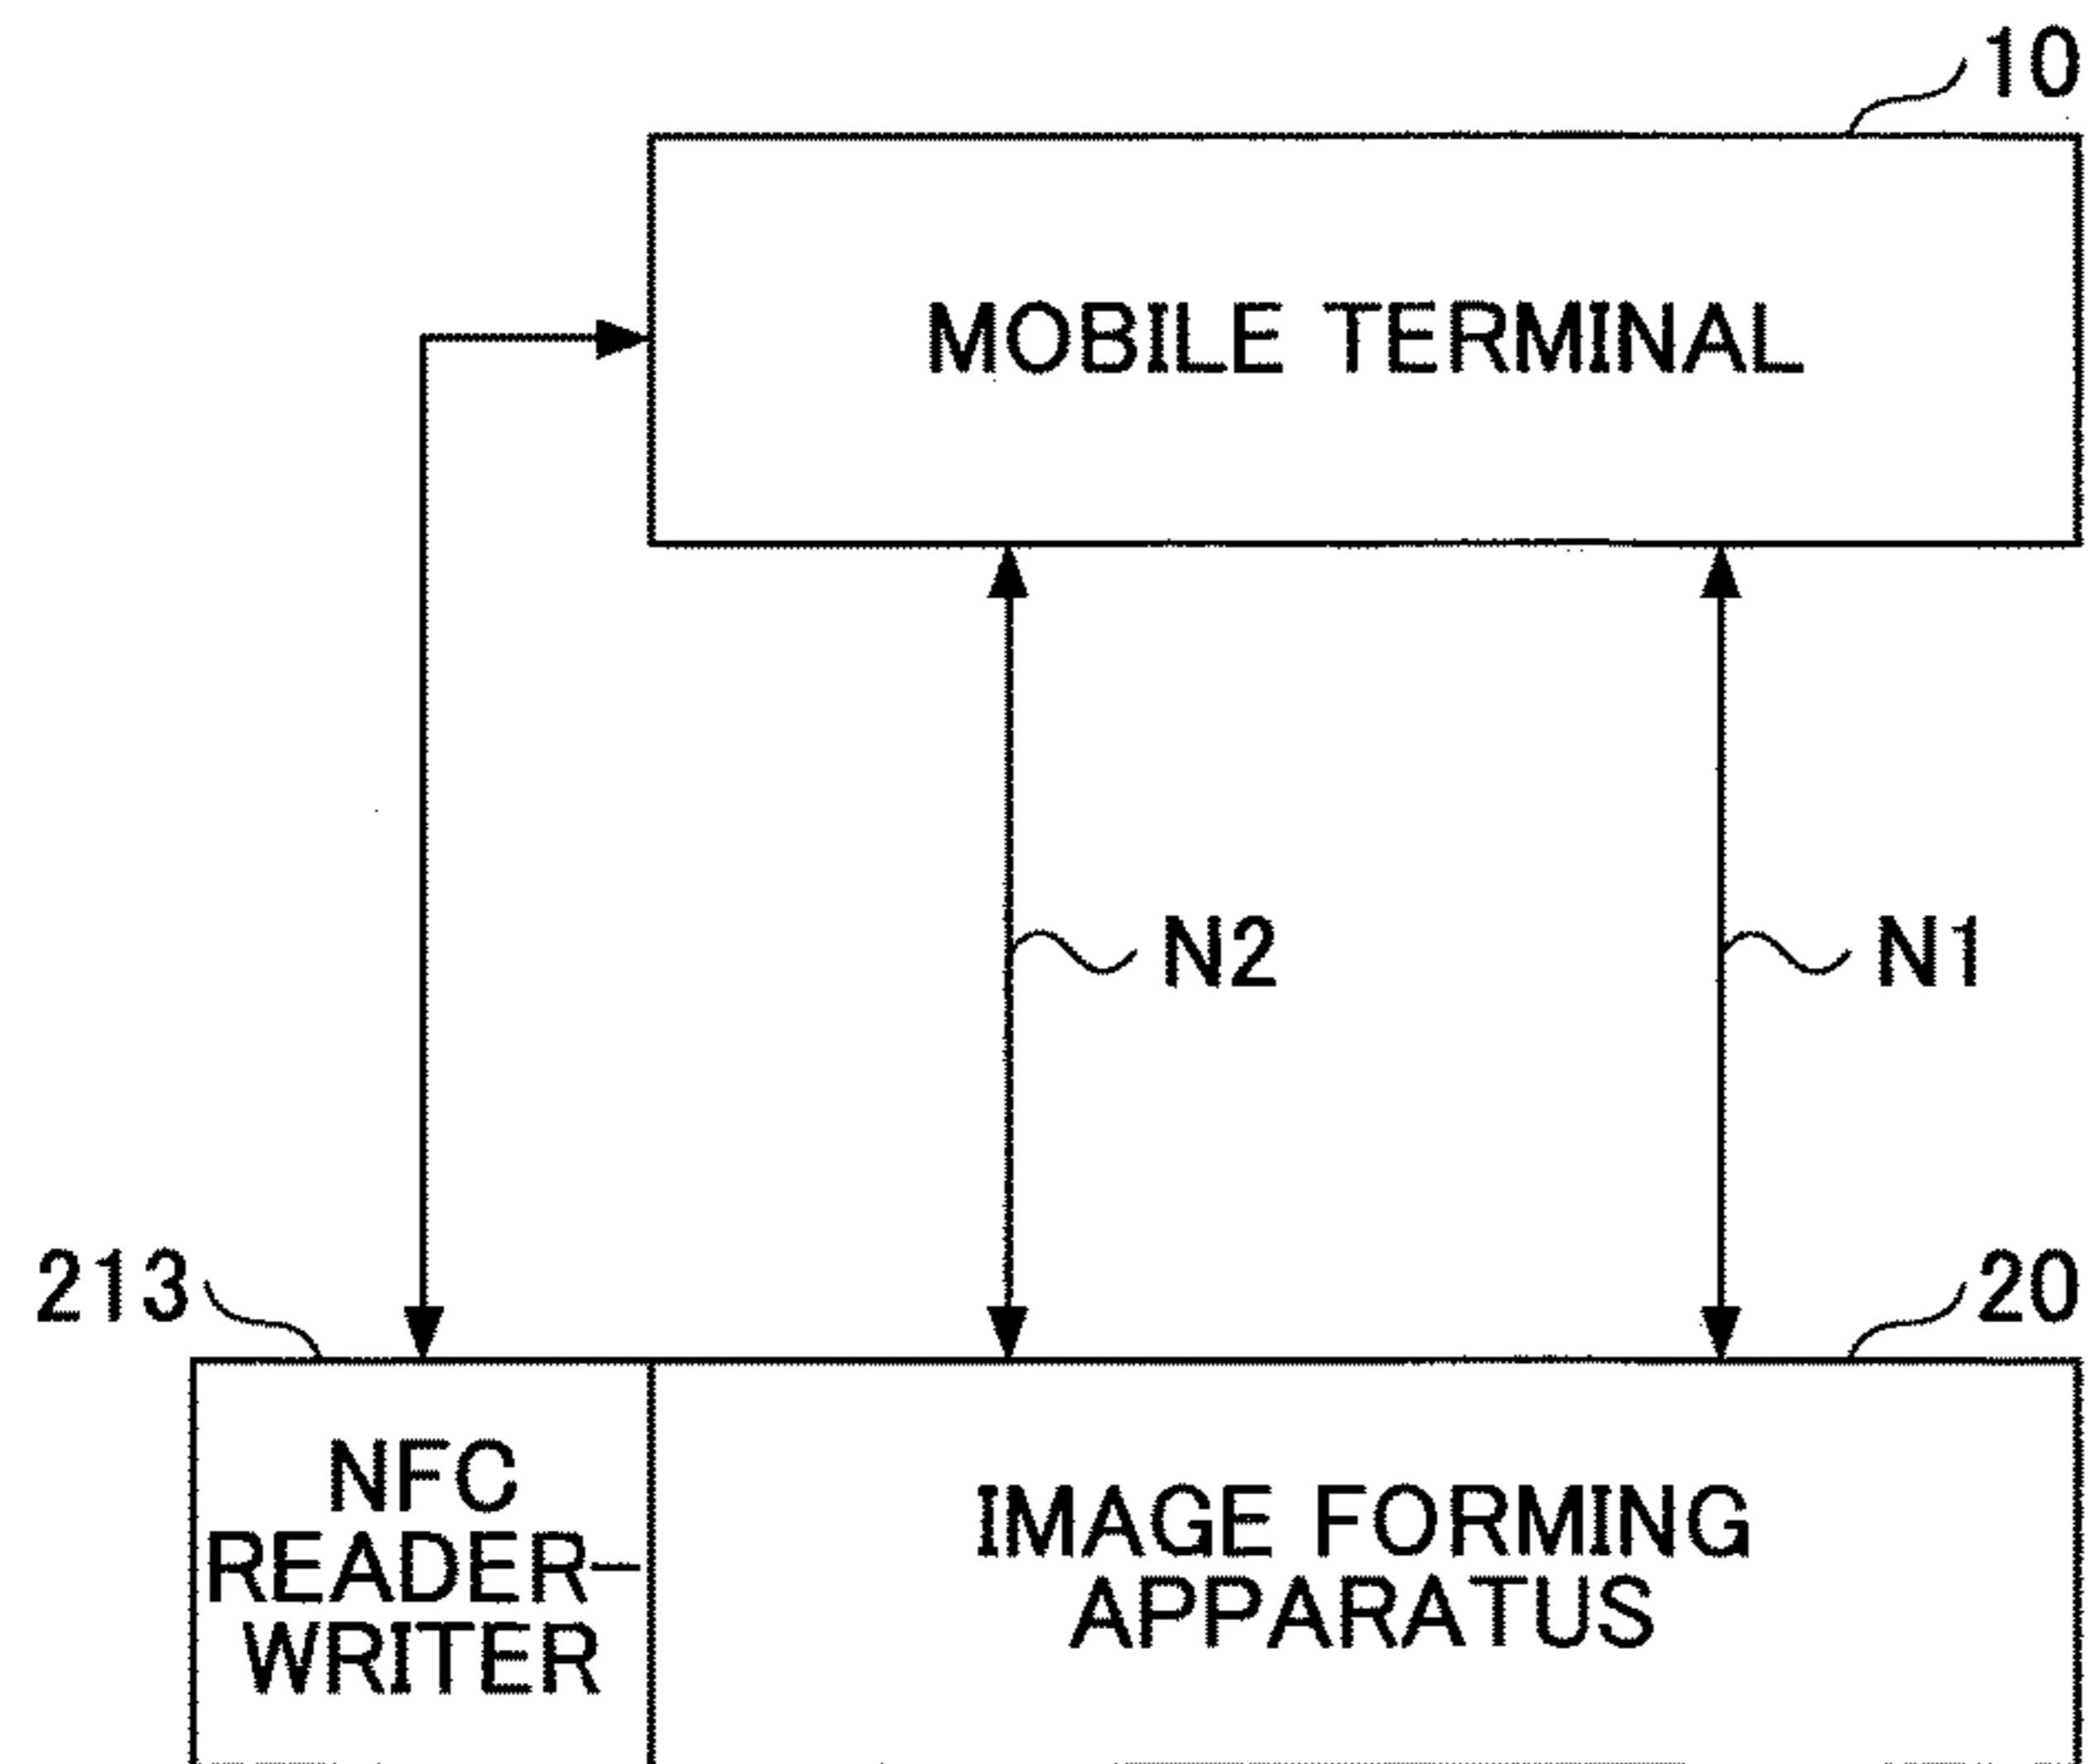 10
MOBILE TERMINAL
N2
N1
213
20
NFC
READER-
WRITER
IMAGE FORMING
APPARATUS